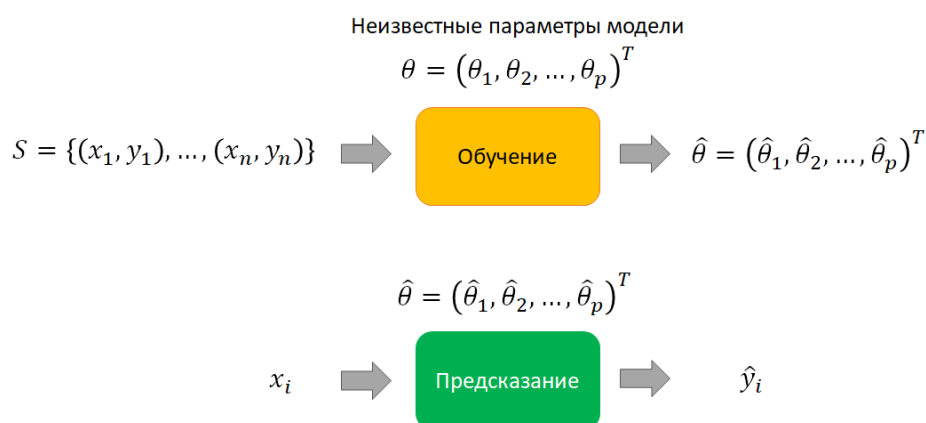 Неизвестные параметры модели
θ = (θ₁, θ₂, …, θₚ)ᵀ
S = {(x₁, y₁), …, (xₙ, yₙ)}
Обучение
θ̂ = (θ̂₁, θ̂₂, …, θ̂ₚ)ᵀ
θ̂ = (θ̂₁, θ̂₂, …, θ̂ₚ)ᵀ
xᵢ
Предсказание
ŷᵢ